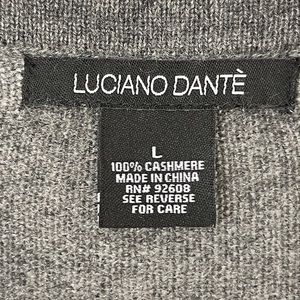 LUCIANO DANTÈ
L
100% CASHMERE
MADE IN CHINA
RN# 92608
SEE REVERSE
FOR CARE